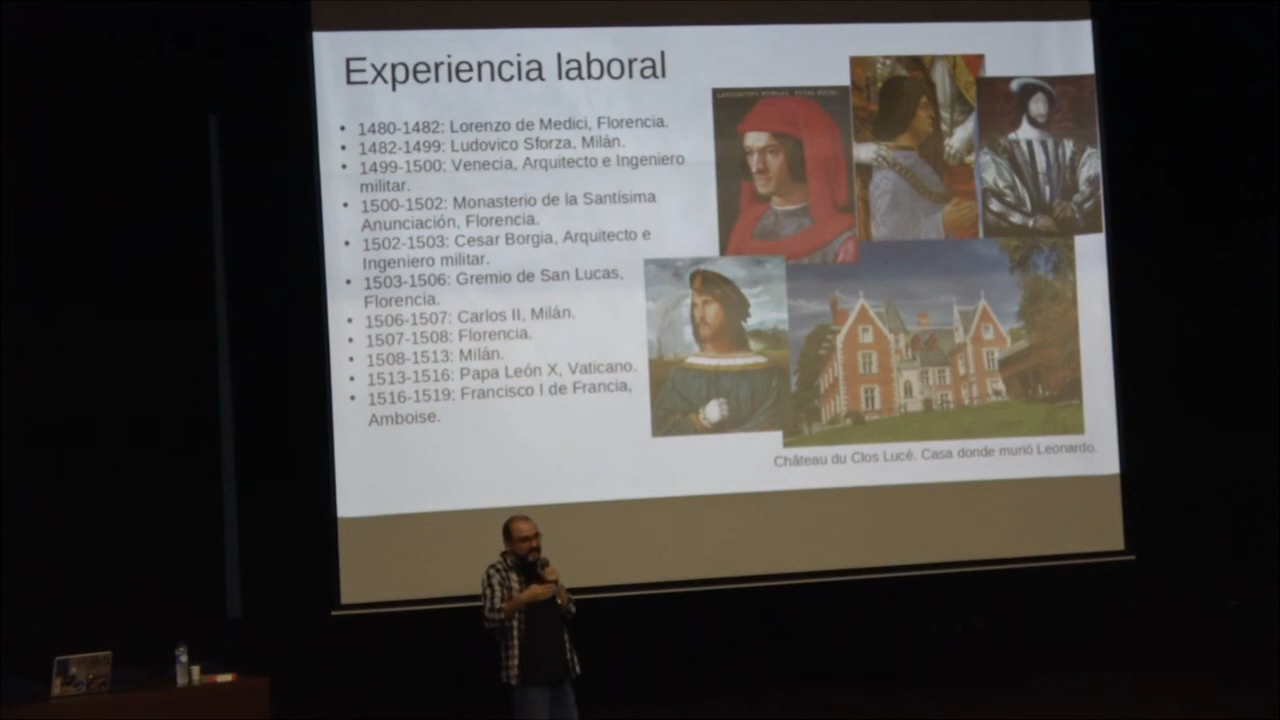 Experiencia laboral
• 1480-1482: Lorenzo de Medici, Florencia.
• 1482-1499: Ludovico Sforza, Milán.
• 1499-1500: Venecia, Arquitecto e Ingeniero
militar.
• 1500-1502: Monasterio de la Santísima
Anunciación, Florencia.
• 1502-1503: Cesar Borgia, Arquitecto e
Ingeniero militar.
• 1503-1506: Gremio de San Lucas,
Florencia.
• 1506-1507: Carlos II, Milán.
• 1507-1508: Florencia.
• 1508-1513: Milán.
• 1513-1516: Papa León X, Vaticano.
• 1516-1519: Francisco I de Francia,
Amboise.
Château du Clos Lucé. Casa donde murió Leonardo.